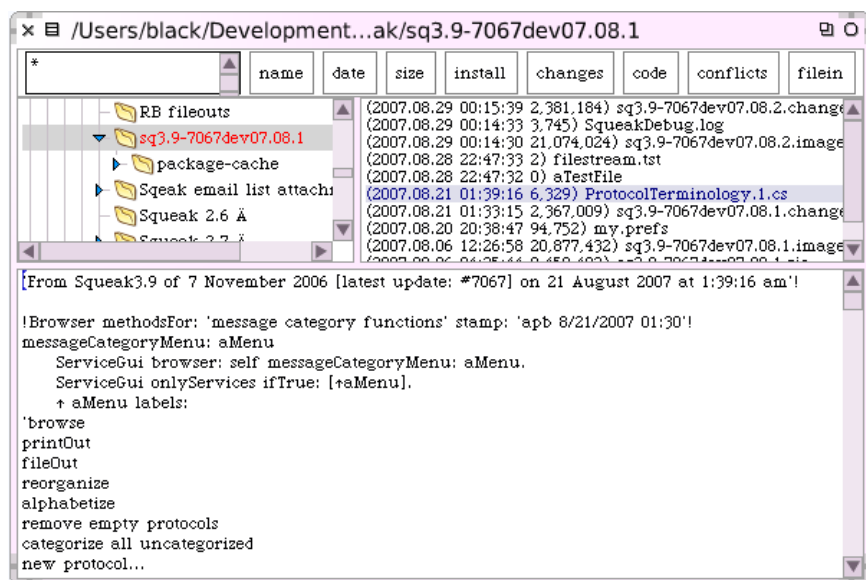 /Users/black/Development...ak/sq3.9-7067dev07.08.1
*
name date size install changes code conflicts filein
RB fileouts
sq3.9-7067dev07.08.1
package-cache
Sqeak email list attach
Squeak 2.6 Ä
Squeak 2.7 Ä
(2007.08.29 00:15:39 2,381,184) sq3.9-7067dev07.08.2.change
(2007.08.29 00:14:33 3,745) SqueakDebug.log
(2007.08.29 00:14:30 21,074,024) sq3.9-7067dev07.08.2.image
(2007.08.28 22:47:33 2) filestream.tst
(2007.08.28 22:47:32 0) aTestFile
(2007.08.21 01:39:16 6,329) ProtocolTerminology.1.cs
(2007.08.21 01:33:15 2,367,009) sq3.9-7067dev07.08.1.change
(2007.08.20 20:38:47 94,752) my.prefs
(2007.08.06 12:26:58 20,877,432) sq3.9-7067dev07.08.1.image
'From Squeak3.9 of 7 November 2006 [latest update: #7067] on 21 August 2007 at 1:39:16 am'!
!Browser methodsFor: 'message category functions' stamp: 'apb 8/21/2007 01:30'!
messageCategoryMenu: aMenu
ServiceGui browser: self messageCategoryMenu: aMenu.
ServiceGui onlyServices ifTrue: [↑aMenu].
↑ aMenu labels:
'browse
printOut
fileOut
reorganize
alphabetize
remove empty protocols
categorize all uncategorized
new protocol...